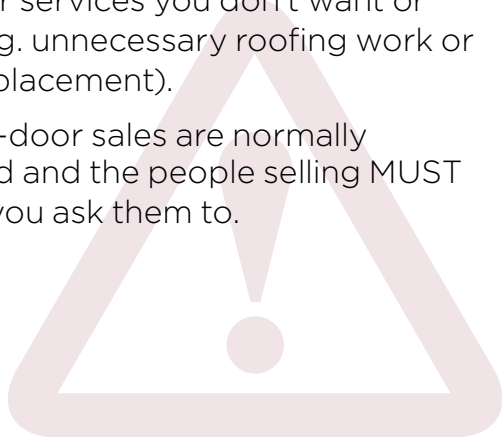 r services you don't want or
g. unnecessary roofing work or
placement).
-door sales are normally
d and the people selling MUST
you ask them to.